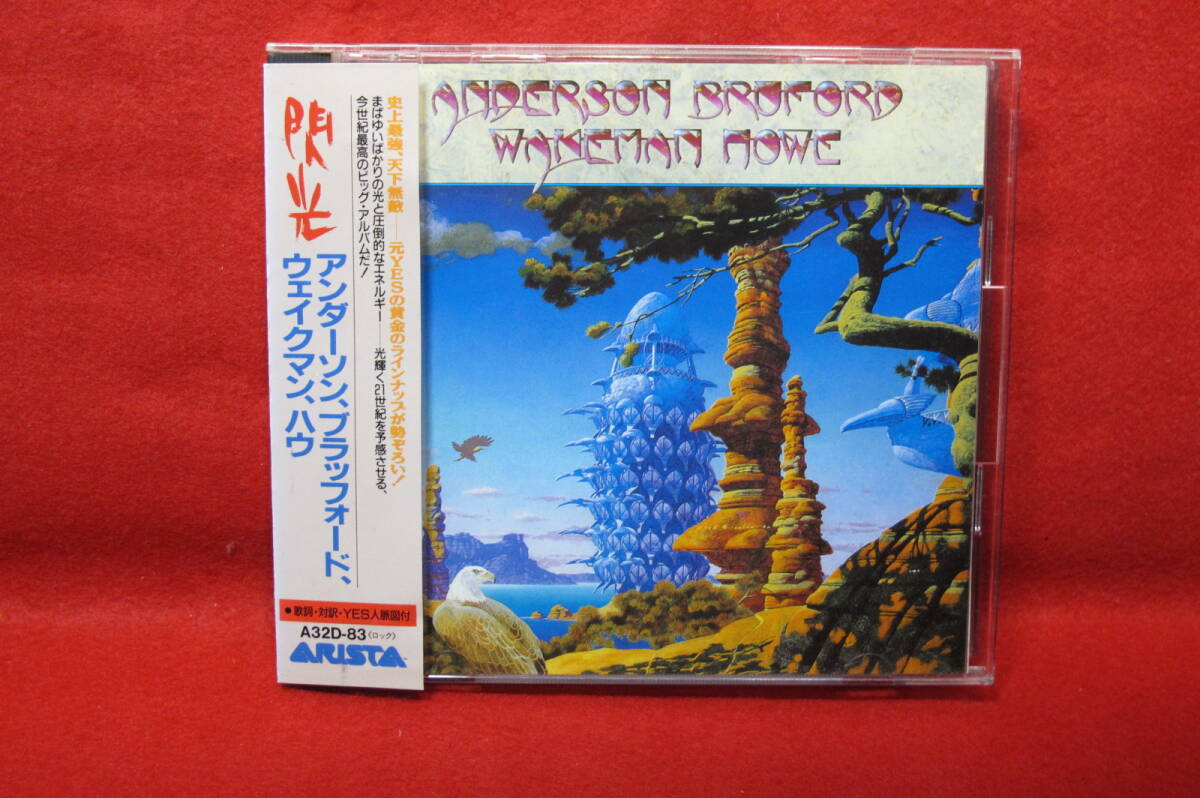 ANDERSON BRUFORD
WAKEMAN HOWE
閃光
アンダーソン、ブラッフォード、
ウェイクマン、ハウ
史上最強、天下無敵──元YESの黄金のラインナップが勢ぞろい!
まばゆいばかりの光と圧倒的なエネルギー──光輝く21世紀を予感させる、
今世紀最高のビッグ・アルバムだ!
●歌詞・対訳・YES人脈図付
A32D-83〈ロック〉
ARISTA